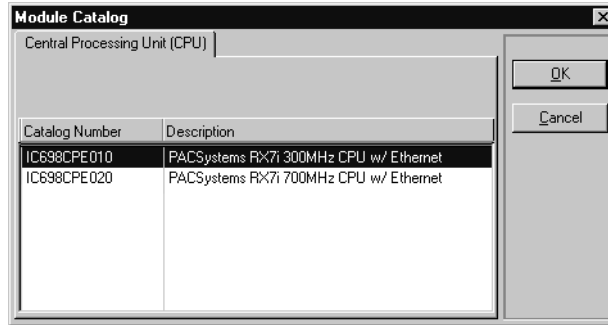 Module Catalog
Central Processing Unit (CPU)
OK
Cancel
Catalog Number Description
IC698CPE010 PACSystems RX7i 300MHz CPU w/ Ethernet
IC698CPE020 PACSystems RX7i 700MHz CPU w/ Ethernet